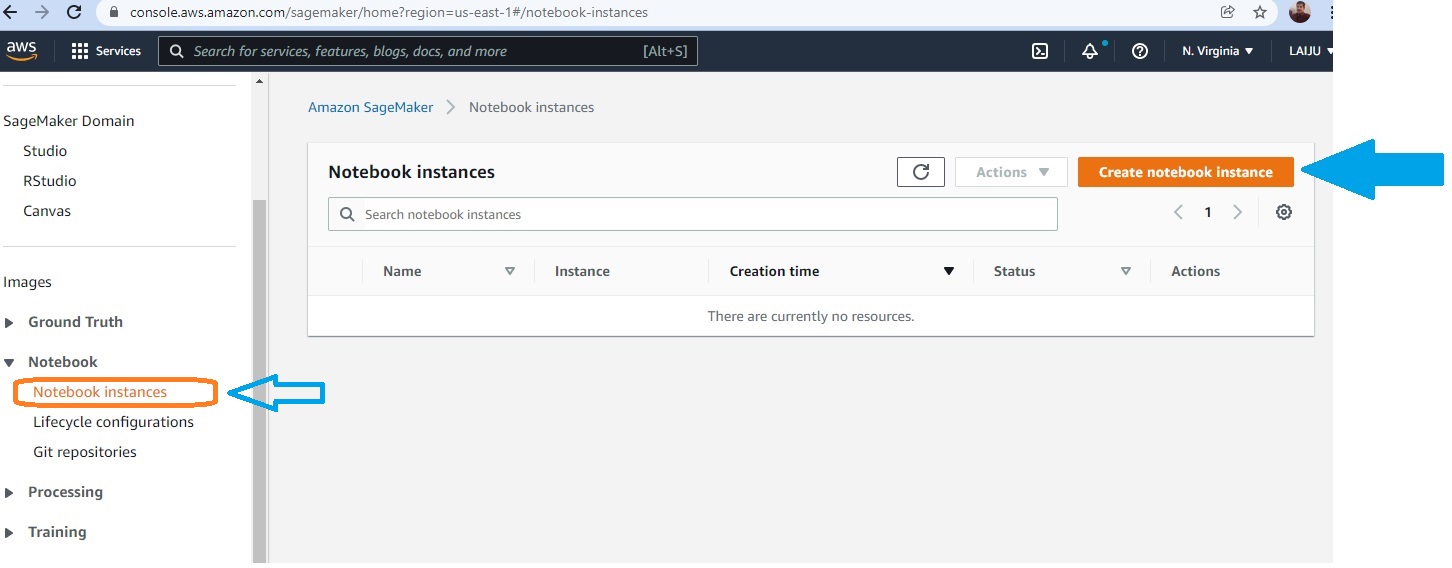 console.aws.amazon.com/sagemaker/home?region=us-east-1#/notebook-instances
aws Services Search for services, features, blogs, docs, and more [Alt+S] N. Virginia LAIJU
SageMaker Domain
Studio
RStudio
Canvas
Images
Ground Truth
Notebook
Notebook instances
Lifecycle configurations
Git repositories
Processing
Training
Amazon SageMaker Notebook instances
Notebook instances Actions Create notebook instance
Search notebook instances 1
Name Instance Creation time Status Actions
There are currently no resources.